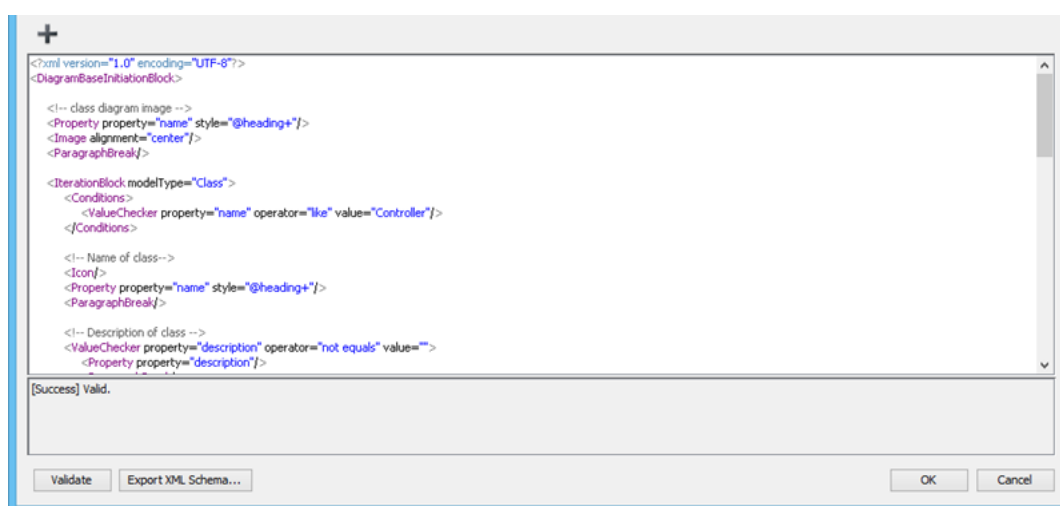 <?xml version="1.0" encoding="UTF-8"?>
<DiagramBaseInitiationBlock>
<!-- class diagram image -->
<Property property="name" style="@heading+"/>
<Image alignment="center"/>
<ParagraphBreak/>
<IterationBlock modelType="Class">
<Conditions>
<ValueChecker property="name" operator="like" value="Controller"/>
</Conditions>
<!-- Name of class-->
<Icon/>
<Property property="name" style="@heading+"/>
<ParagraphBreak/>
<!-- Description of class -->
<ValueChecker property="description" operator="not equals" value="">
<Property property="description"/>
[Success] Valid.
Validate Export XML Schema... OK Cancel